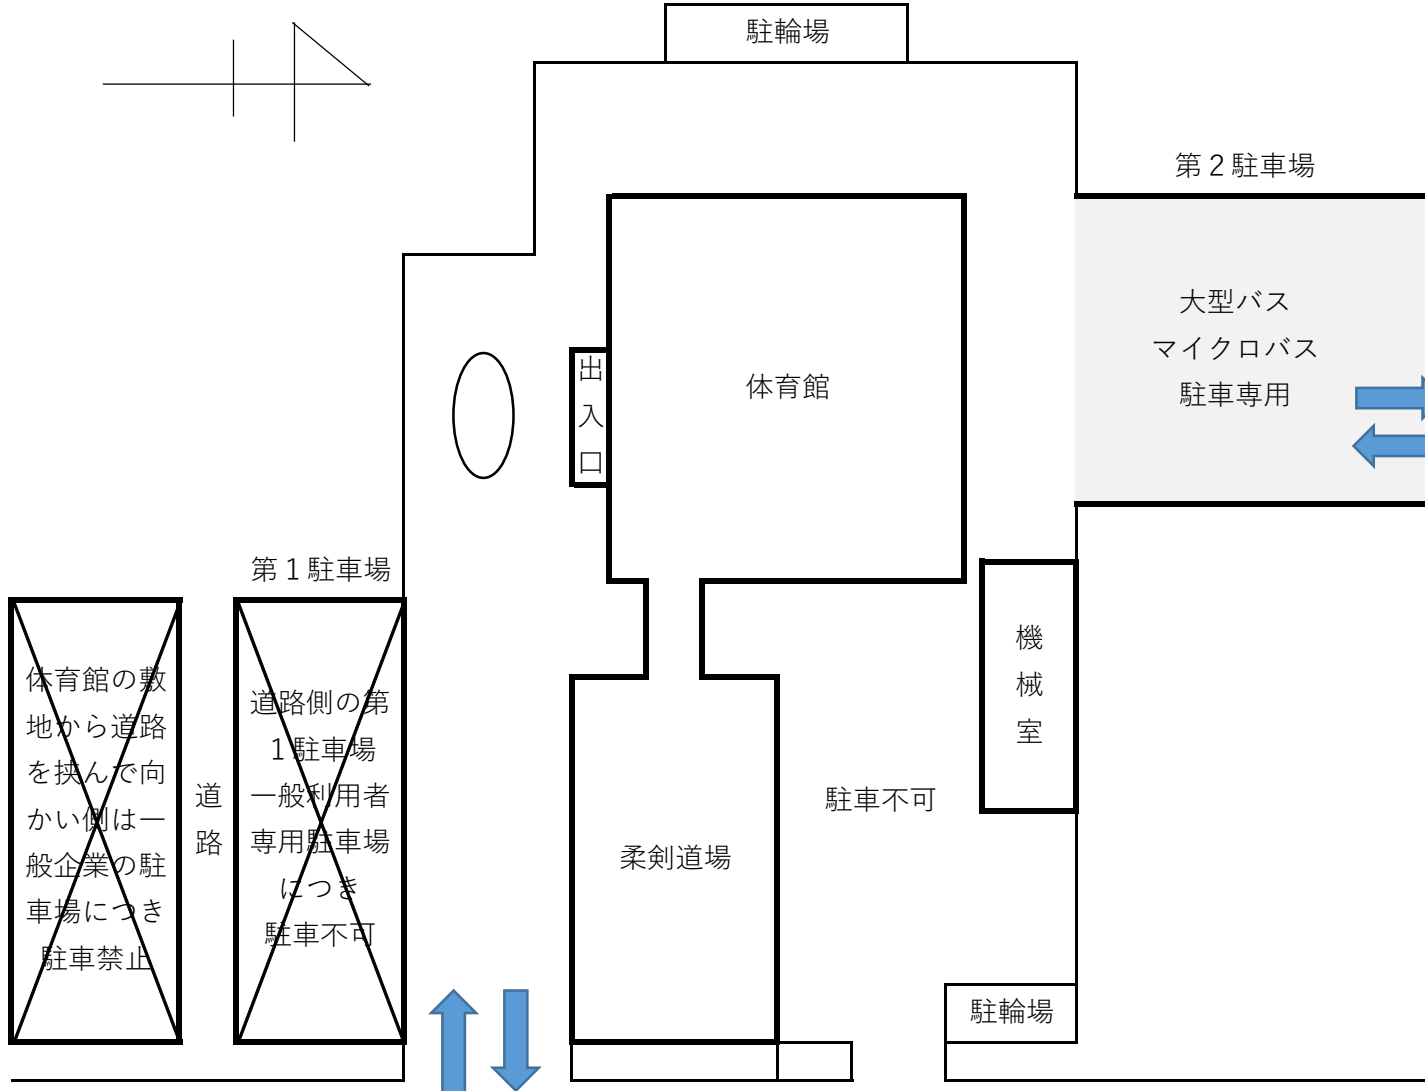 駐輪場
第２駐車場
大型バス
マイクロバス
駐車専用
体育館
出
入
口
第１駐車場
体育館の敷
地から道路
を挟んで向
かい側は一
般企業の駐
車場につき
駐車禁止
道
路
道路側の第
１駐車場
一般利用者
専用駐車場
につき
駐車不可
機
械
室
駐車不可
柔剣道場
駐輪場